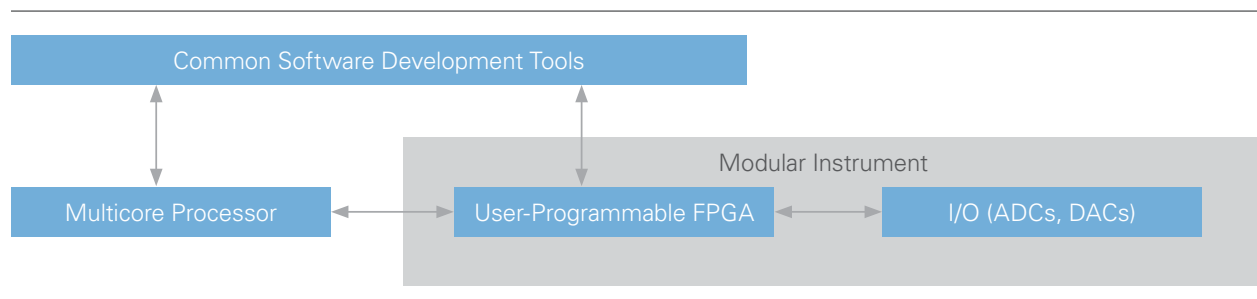 Common Software Development Tools
Modular Instrument
Multicore Processor
User-Programmable FPGA
I/O (ADCs, DACs)